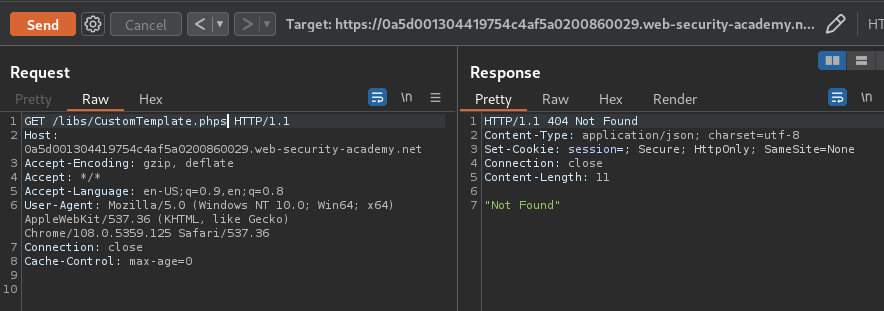 Send Cancel < > Target: https://0a5d001304419754c4af5a0200860029.web-security-academy.n... HT
Request
Pretty Raw Hex \n
1 GET /libs/CustomTemplate.phps HTTP/1.1
2 Host:
0a5d001304419754c4af5a0200860029.web-security-academy.net
3 Accept-Encoding: gzip, deflate
4 Accept: */*
5 Accept-Language: en-US;q=0.9,en;q=0.8
6 User-Agent: Mozilla/5.0 (Windows NT 10.0; Win64; x64)
AppleWebKit/537.36 (KHTML, like Gecko)
Chrome/108.0.5359.125 Safari/537.36
7 Connection: close
8 Cache-Control: max-age=0
9
10
Response
Pretty Raw Hex Render \n
1 HTTP/1.1 404 Not Found
2 Content-Type: application/json; charset=utf-8
3 Set-Cookie: session=; Secure; HttpOnly; SameSite=None
4 Connection: close
5 Content-Length: 11
6
7 "Not Found"